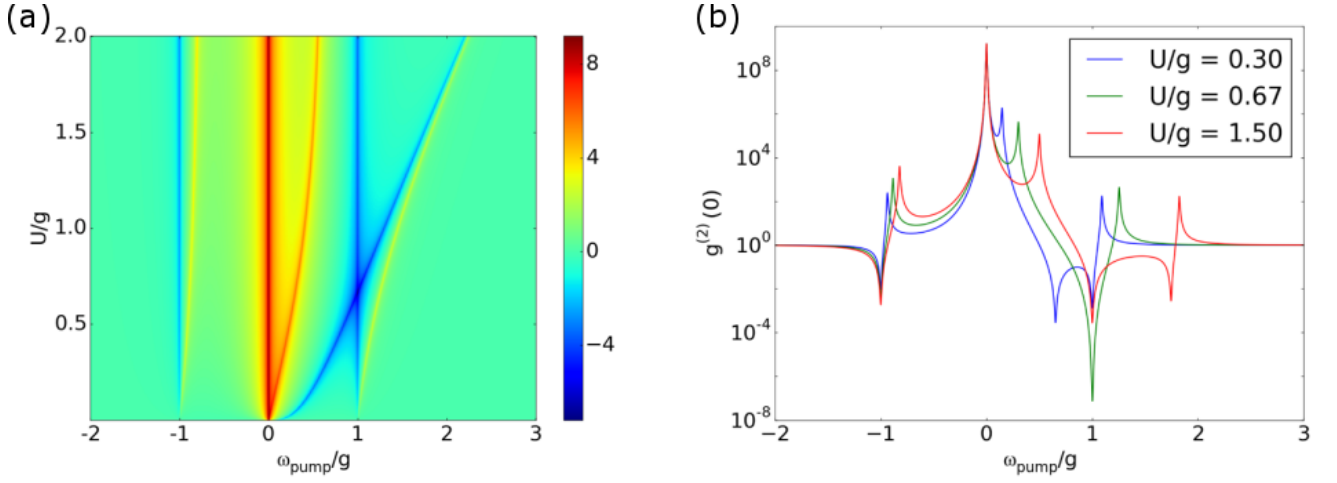 (a)
2.0
1.5
1.0
0.5
U/g
-2
-1
0
1
2
3
ω_pump/g
8
4
0
−4
(b)
10^8
10^4
10^0
10^-4
10^-8
g^(2)(0)
U/g = 0.30
U/g = 0.67
U/g = 1.50
−2
−1
0
1
2
3
ω_pump/g